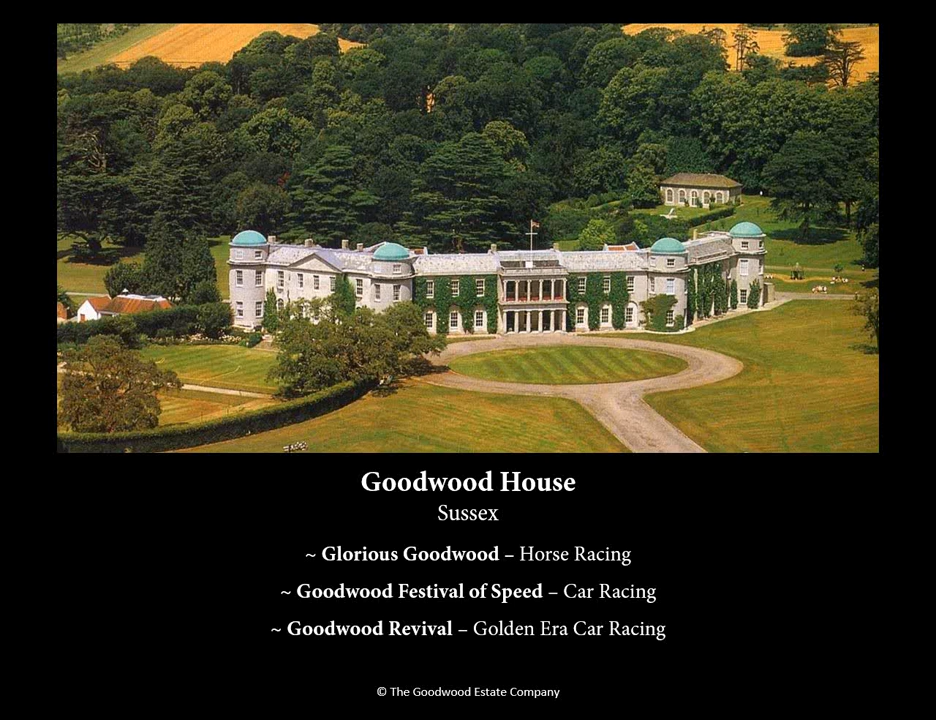 Goodwood House
Sussex
~ Glorious Goodwood – Horse Racing
~ Goodwood Festival of Speed – Car Racing
~ Goodwood Revival – Golden Era Car Racing
© The Goodwood Estate Company